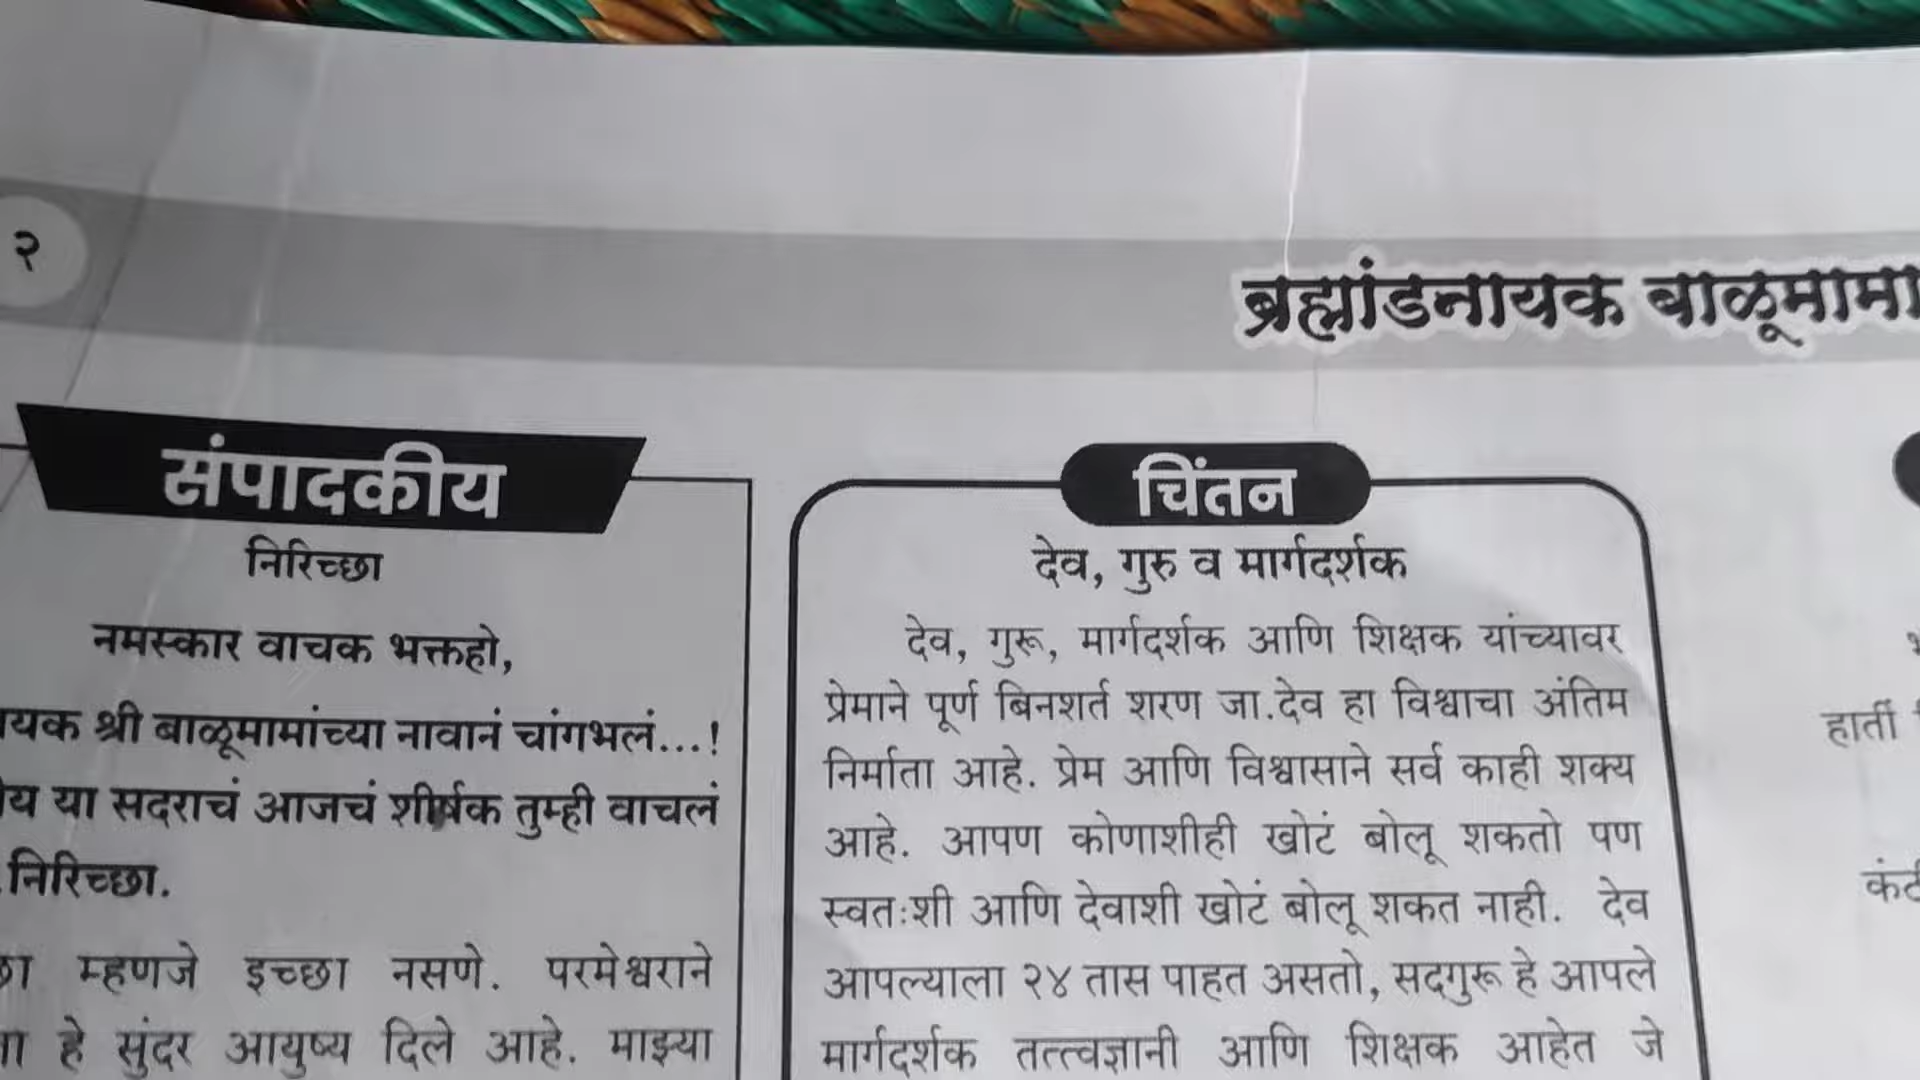 २
ब्रह्मांडनायक बाळूमामा
संपादकीय
निरिच्छा
नमस्कार वाचक भक्तहो,
श्री बाळूमामांच्या नावानं चांगभलं...!
या सदराचं आजचं शीर्षक तुम्ही वाचलं
निरिच्छा.
म्हणजे इच्छा नसणे. परमेश्वराने
हे सुंदर आयुष्य दिले आहे. माझ्या
चिंतन
देव, गुरु व मार्गदर्शक
देव, गुरू, मार्गदर्शक आणि शिक्षक यांच्यावर
प्रेमाने पूर्ण बिनशर्त शरण जा.देव हा विश्वाचा अंतिम
निर्माता आहे. प्रेम आणि विश्वासाने सर्व काही शक्य
आहे. आपण कोणाशीही खोटं बोलू शकतो पण
स्वतःशी आणि देवाशी खोटं बोलू शकत नाही. देव
आपल्याला २४ तास पाहत असतो, सदगुरू हे आपले
मार्गदर्शक तत्त्वज्ञानी आणि शिक्षक आहेत जे
हार्ती